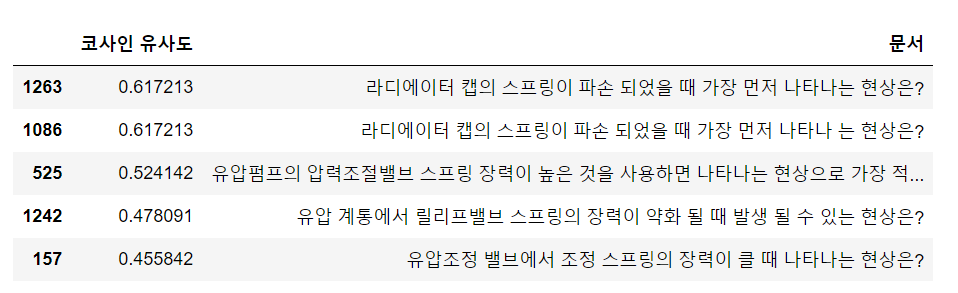 코사인 유사도 문서
1263 0.617213 라디에이터 캡의 스프링이 파손 되었을 때 가장 먼저 나타나는 현상은?
1086 0.617213 라디에이터 캡의 스프링이 파손 되었을 때 가장 먼저 나타나 는 현상은?
525 0.524142 유압펌프의 압력조절밸브 스프링 장력이 높은 것을 사용하면 나타나는 현상으로 가장 적...
1242 0.478091 유압 계통에서 릴리프밸브 스프링의 장력이 약화 될 때 발생 될 수 있는 현상은?
157 0.455842 유압조정 밸브에서 조정 스프링의 장력이 클 때 나타나는 현상은?